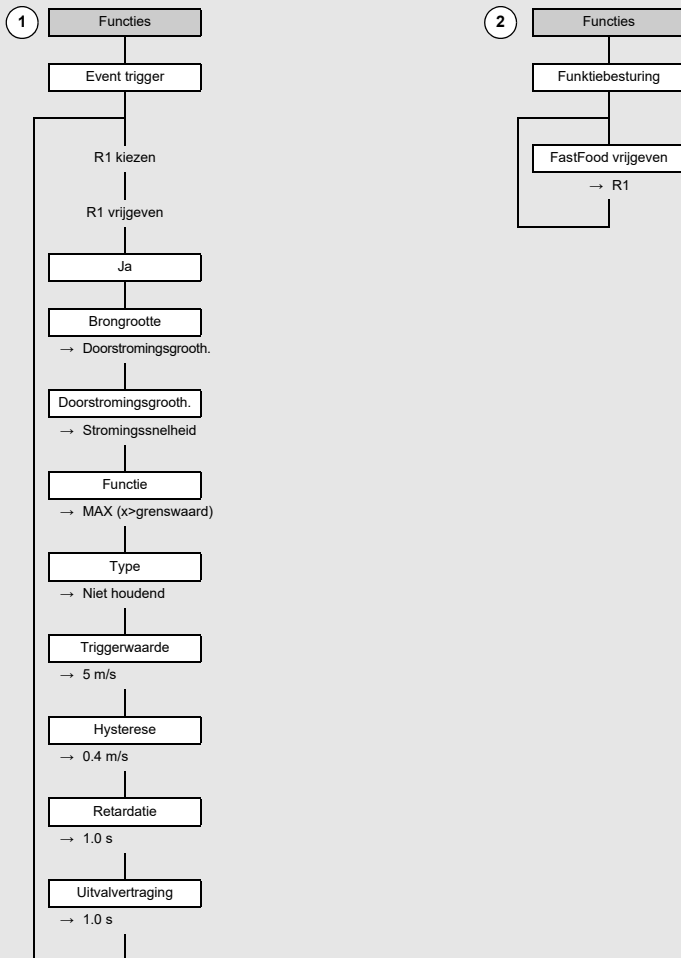 1
Functies
Event trigger
R1 kiezen
R1 vrijgeven
Ja
Brongrootte
→ Doorstromingsgrooth.
Doorstromingsgrooth.
→ Stromingssnelheid
Functie
→ MAX (x>grenswaard)
Type
→ Niet houdend
Triggerwaarde
→ 5 m/s
Hysterese
→ 0.4 m/s
Retardatie
→ 1.0 s
Uitvalvertraging
→ 1.0 s
2
Functies
Funktiebesturing
FastFood vrijgeven
→ R1